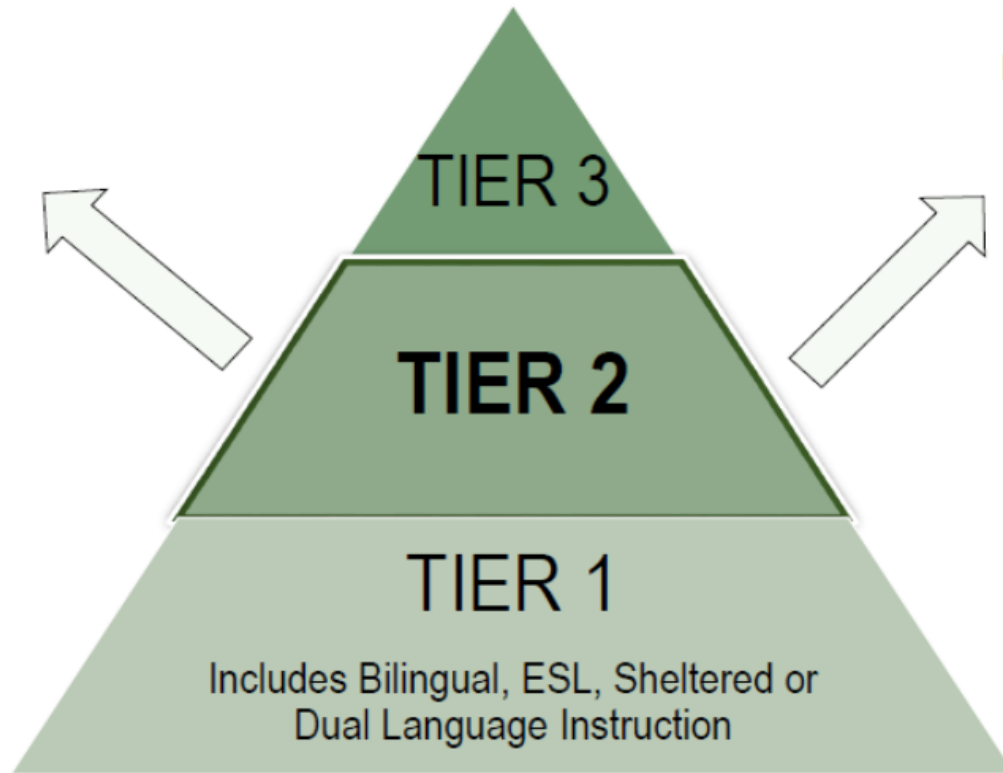 TIER 3
TIER 2
TIER 1
Includes Bilingual, ESL, Sheltered or
Dual Language Instruction